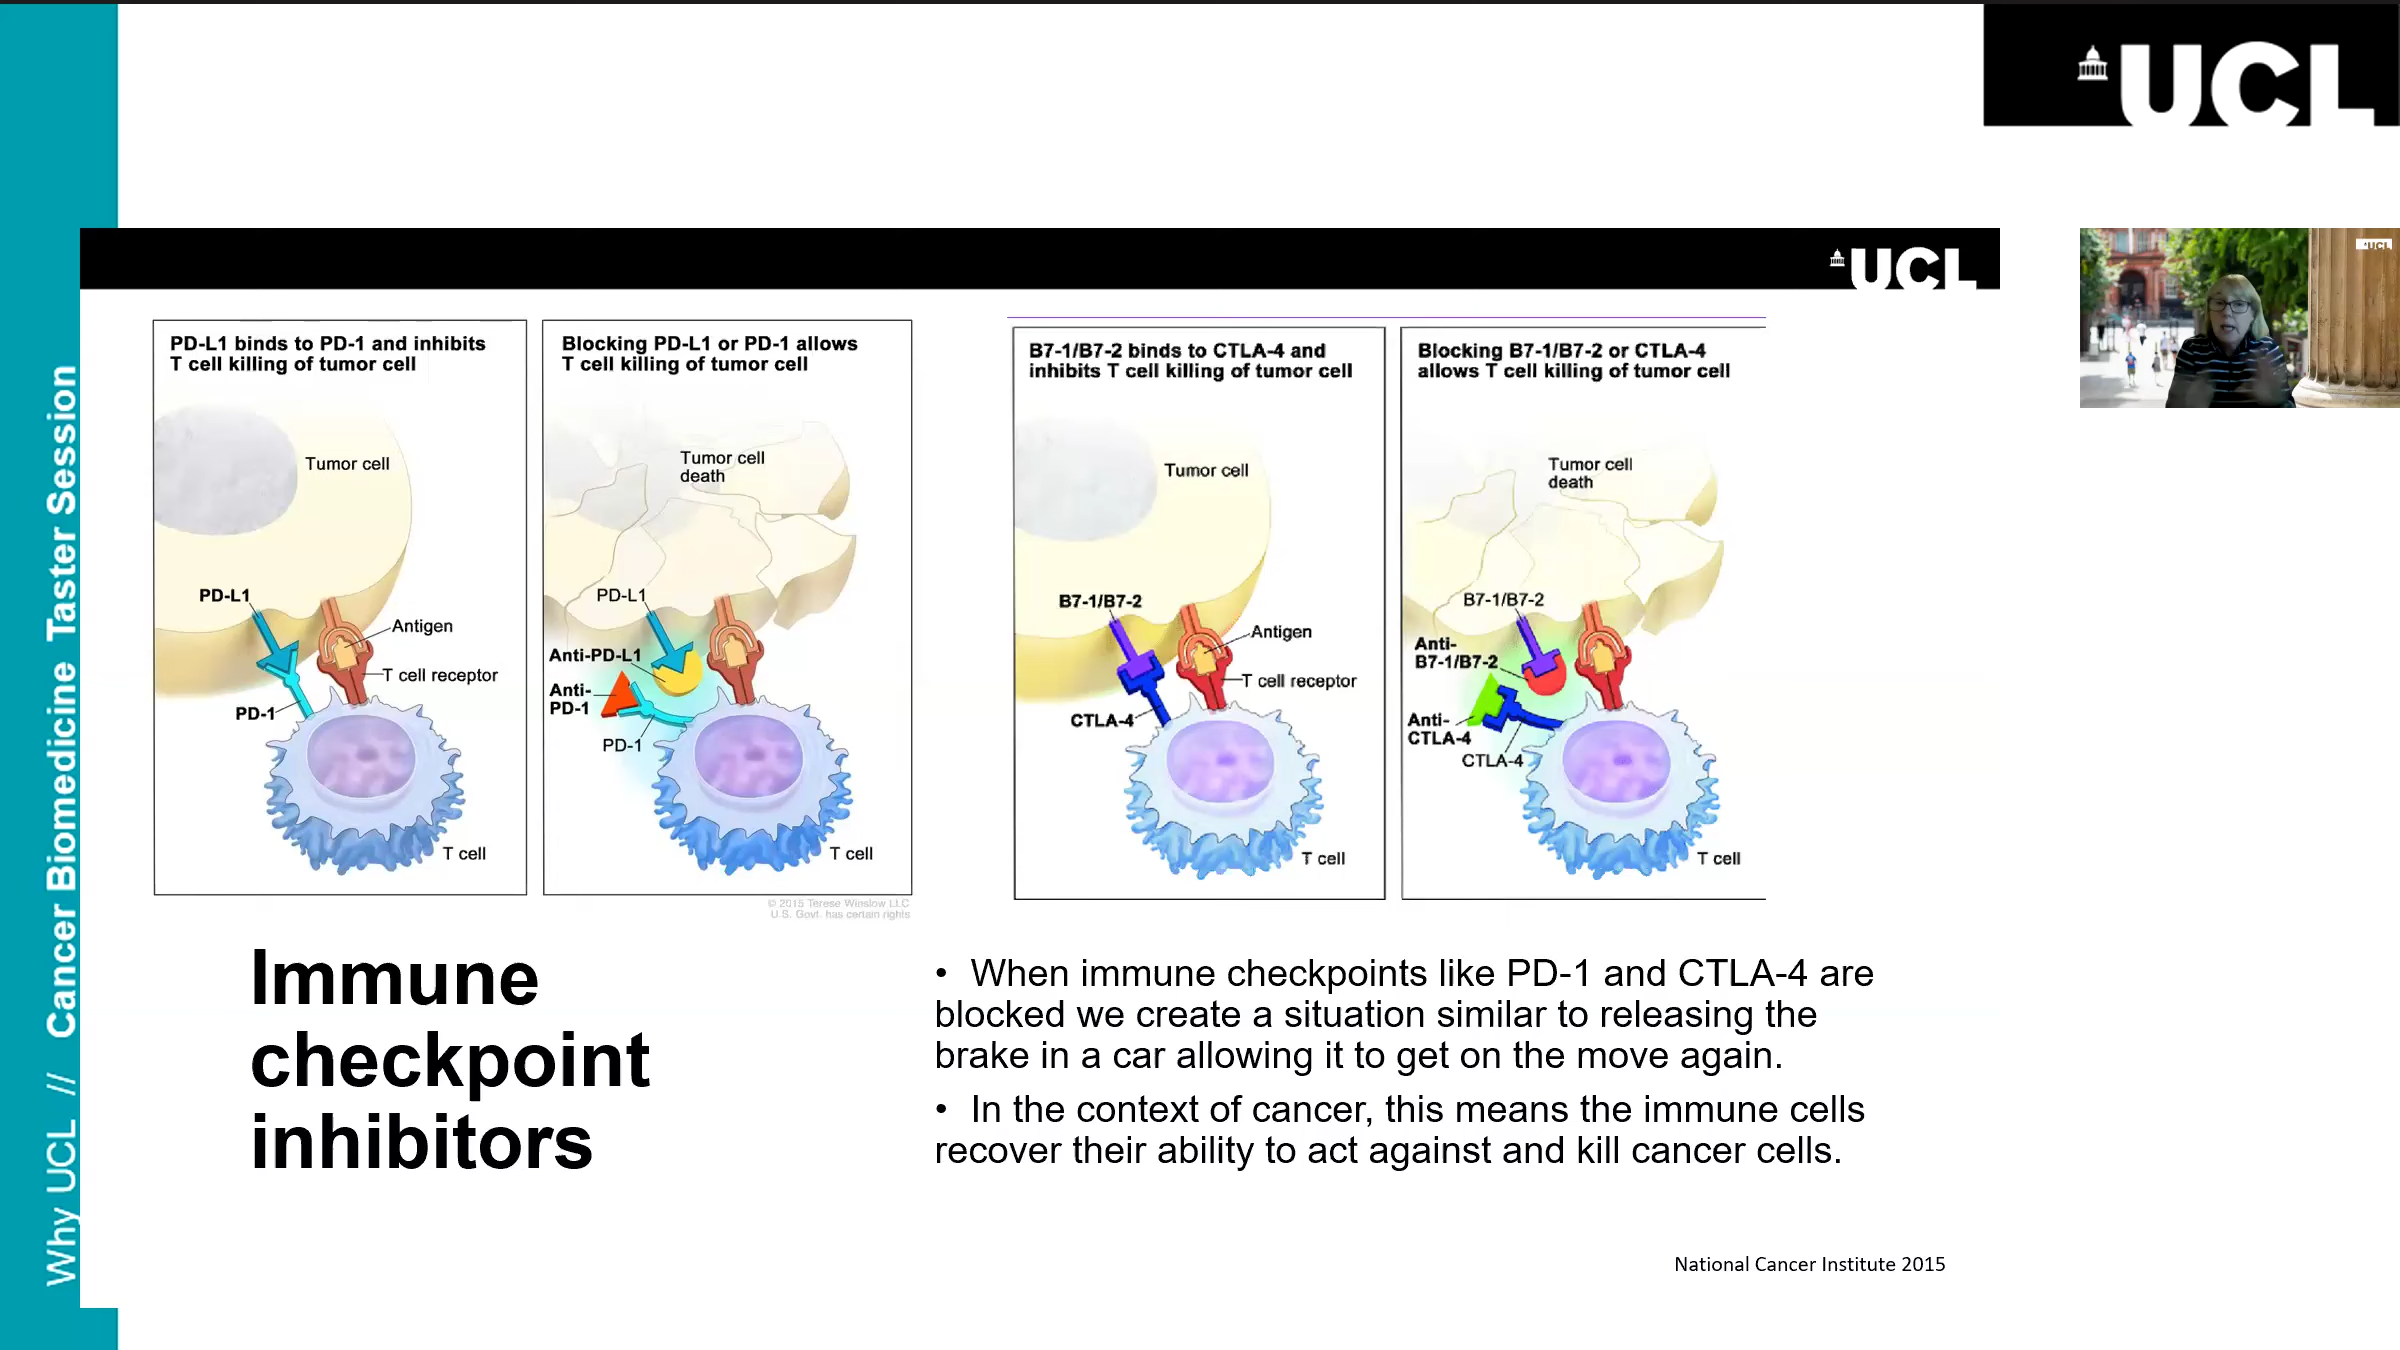 UCL
UCL
UCL
Why UCL // Cancer Biomedicine Taster Session
PD-L1 binds to PD-1 and inhibits
T cell killing of tumor cell
Tumor cell
PD-L1
Antigen
T cell receptor
PD-1
T cell
Blocking PD-L1 or PD-1 allows
T cell killing of tumor cell
Tumor cell
death
PD-L1
Anti-PD-L1
Anti-
PD-1
PD-1
T cell
© 2015 Terese Winslow LLC
U.S. Govt. has certain rights
B7-1/B7-2 binds to CTLA-4 and
inhibits T cell killing of tumor cell
Tumor cell
B7-1/B7-2
Antigen
T cell receptor
CTLA-4
T cell
Blocking B7-1/B7-2 or CTLA-4
allows T cell killing of tumor cell
Tumor cell
death
B7-1/B7-2
Anti-
B7-1/B7-2
Anti-
CTLA-4
CTLA-4
T cell
Immune
checkpoint
inhibitors
• When immune checkpoints like PD-1 and CTLA-4 are
blocked we create a situation similar to releasing the
brake in a car allowing it to get on the move again.
• In the context of cancer, this means the immune cells
recover their ability to act against and kill cancer cells.
National Cancer Institute 2015